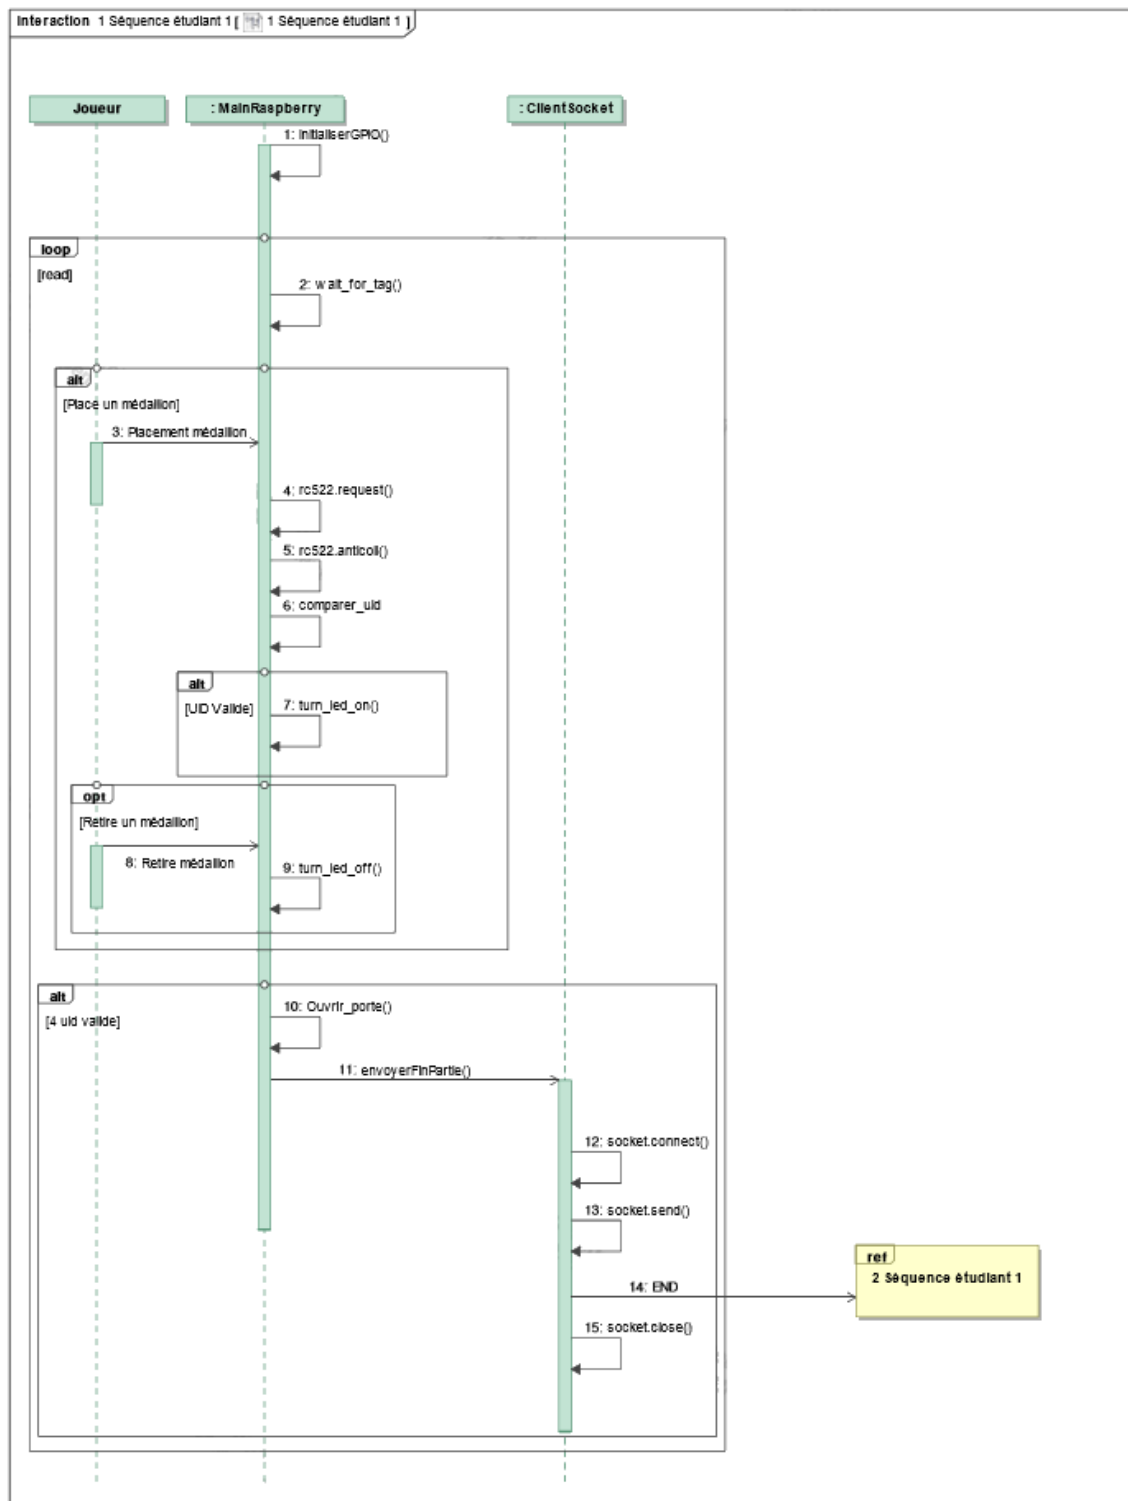 Interaction 1 Séquence étudiant 1 [ 1 Séquence étudiant 1 ]
Joueur
: MainRaspberry
: ClientSocket
1: initialiserGPIO()
loop
[read]
2: wait_for_tag()
alt
[Place un médaillon]
3: Placement médaillon
4: rc522.request()
5: rc522.anticoll()
6: comparer_uid
alt
[UID Valide]
7: turn_led_on()
opt
[Retire un médaillon]
8: Retire médaillon
9: turn_led_off()
alt
[4 uid valide]
10: Ouvrir_porte()
11: envoyerFinPartie()
12: socket.connect()
13: socket.send()
ref
2 Séquence étudiant 1
14: END
15: socket.close()